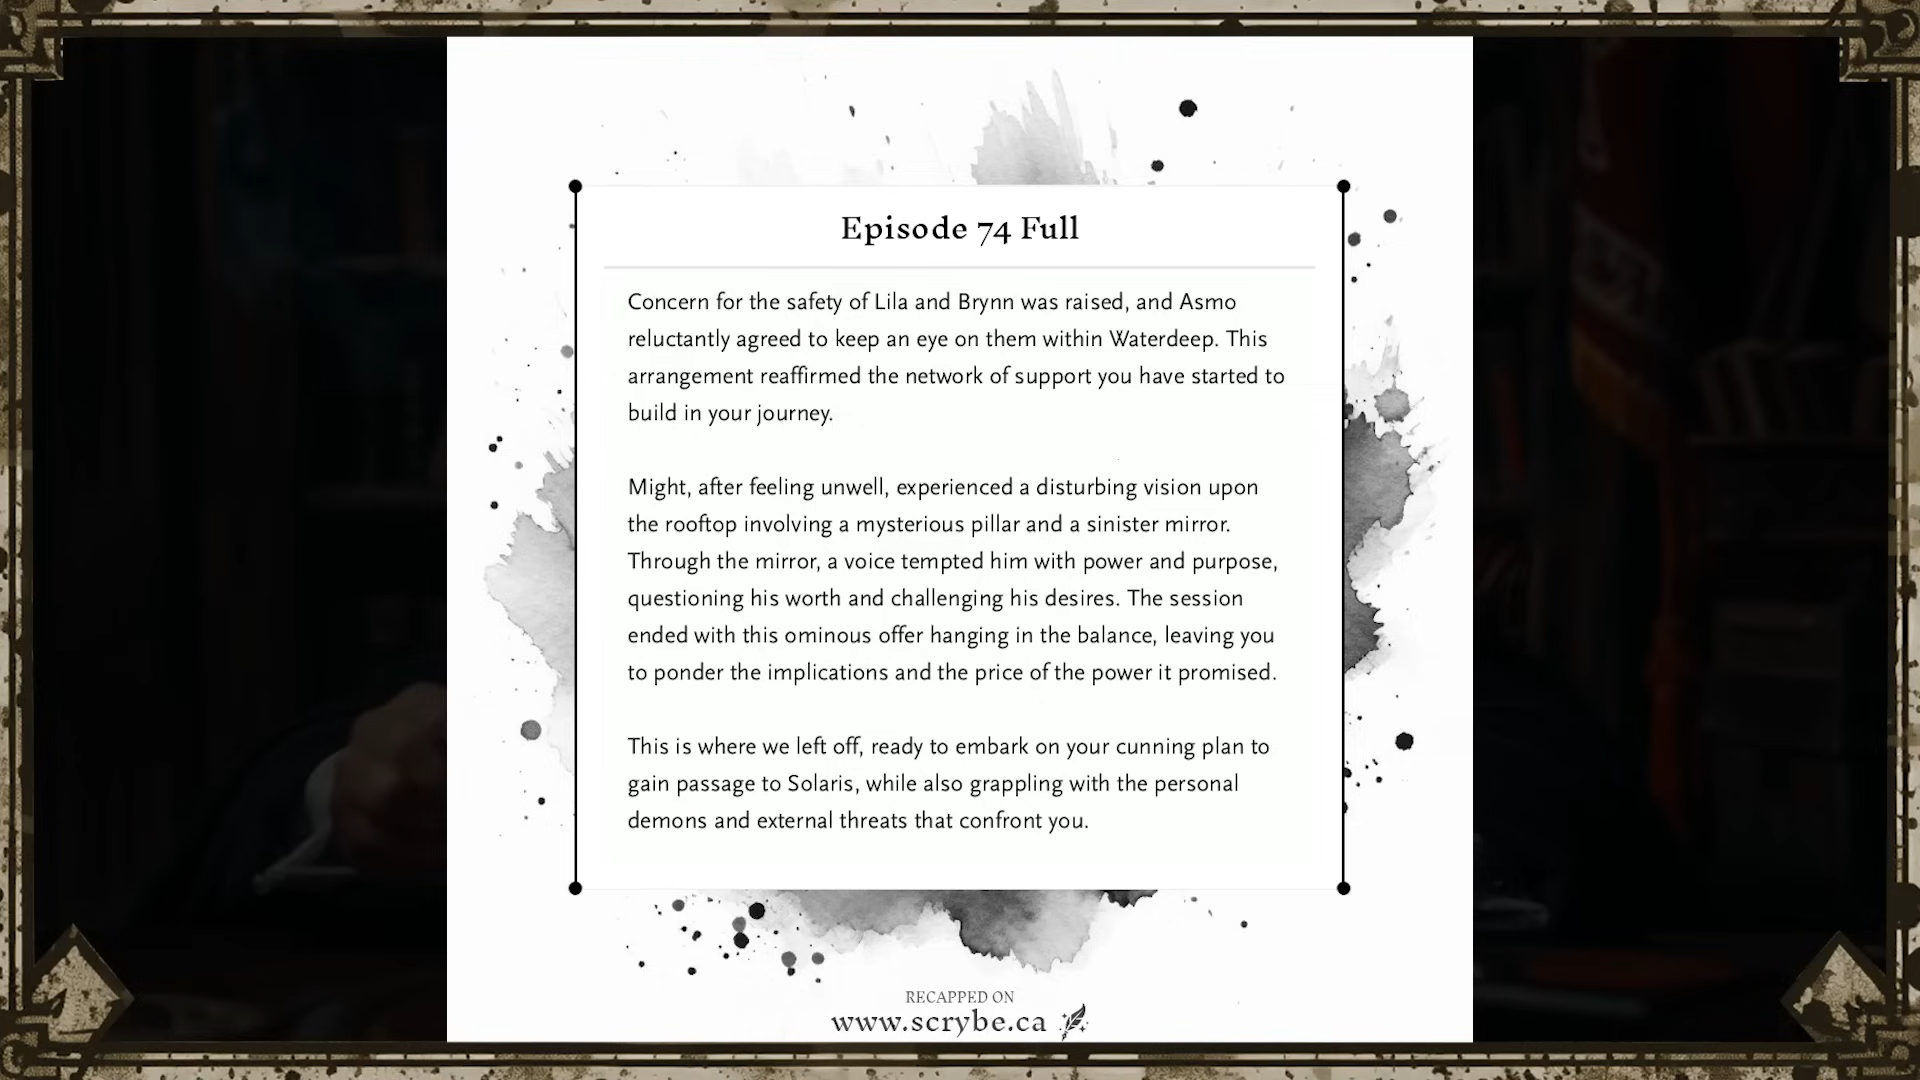 Episode 74 Full
Concern for the safety of Lila and Brynn was raised, and Asmo
reluctantly agreed to keep an eye on them within Waterdeep. This
arrangement reaffirmed the network of support you have started to
build in your journey.
Might, after feeling unwell, experienced a disturbing vision upon
the rooftop involving a mysterious pillar and a sinister mirror.
Through the mirror, a voice tempted him with power and purpose,
questioning his worth and challenging his desires. The session
ended with this ominous offer hanging in the balance, leaving you
to ponder the implications and the price of the power it promised.
This is where we left off, ready to embark on your cunning plan to
gain passage to Solaris, while also grappling with the personal
demons and external threats that confront you.
RECAPPED ON
www.scrybe.ca